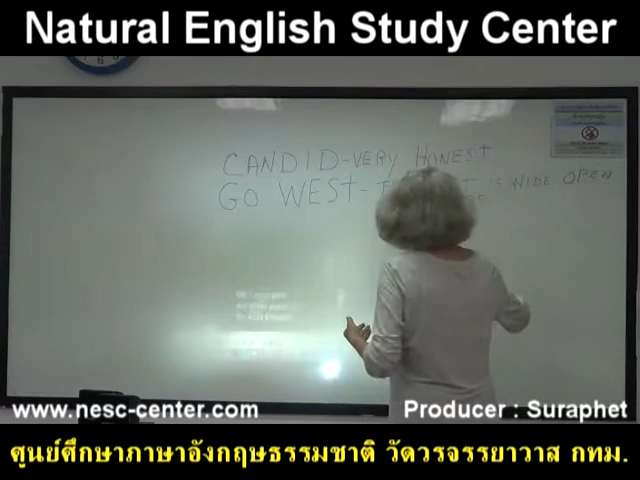 Natural English Study Center
CANDID-VERY HONEST
GO WEST- IS WIDE OPEN
www.nesc-center.com
Producer : Suraphet
ศูนย์ศึกษาภาษาอังกฤษธรรมชาติ วัดวรจรรยาวาส กทม.